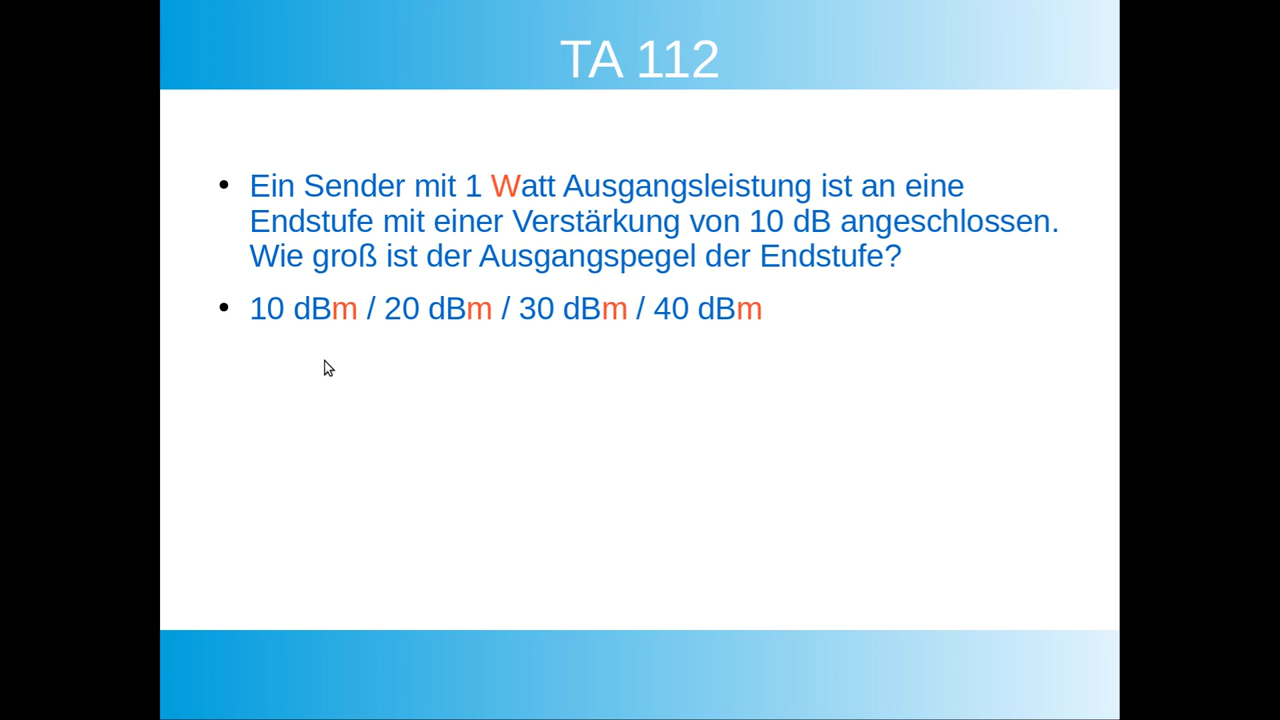 TA 112
• Ein Sender mit 1 Watt Ausgangsleistung ist an eine
Endstufe mit einer Verstärkung von 10 dB angeschlossen.
Wie groß ist der Ausgangspegel der Endstufe?
• 10 dBm / 20 dBm / 30 dBm / 40 dBm